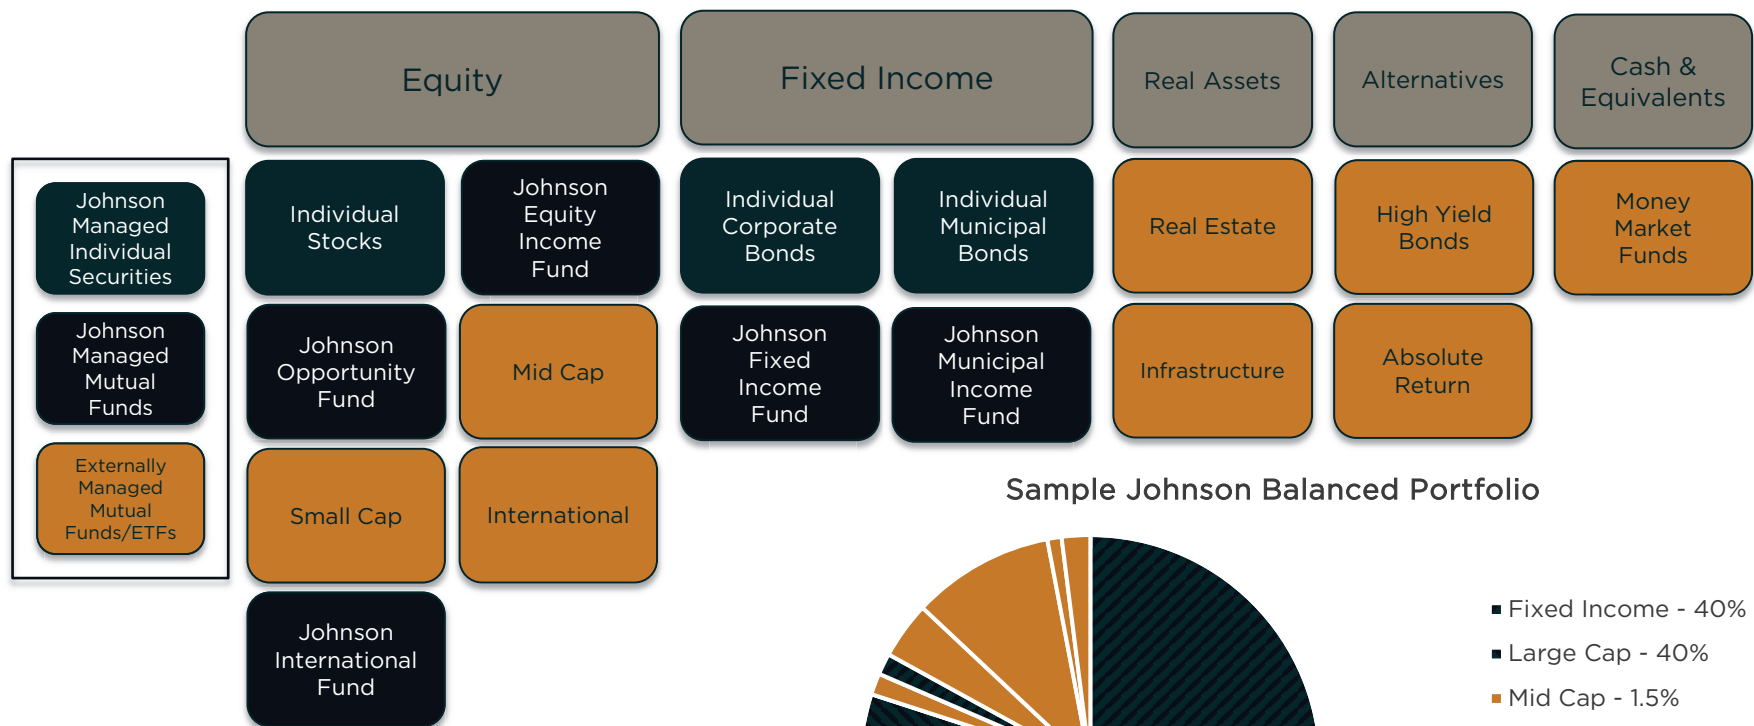 Equity
Fixed Income
Real Assets
Alternatives
Cash &
Equivalents
Johnson
Managed
Individual
Securities
Johnson
Managed
Mutual
Funds
Externally
Managed
Mutual
Funds/ETFs
Individual
Stocks
Johnson
Equity
Income
Fund
Individual
Corporate
Bonds
Individual
Municipal
Bonds
Real Estate
High Yield
Bonds
Money
Market
Funds
Johnson
Opportunity
Fund
Mid Cap
Johnson
Fixed
Income
Fund
Johnson
Municipal
Income
Fund
Infrastructure
Absolute
Return
Small Cap
International
Johnson
International
Fund
Sample Johnson Balanced Portfolio
Fixed Income - 40%
Large Cap - 40%
Mid Cap - 1.5%